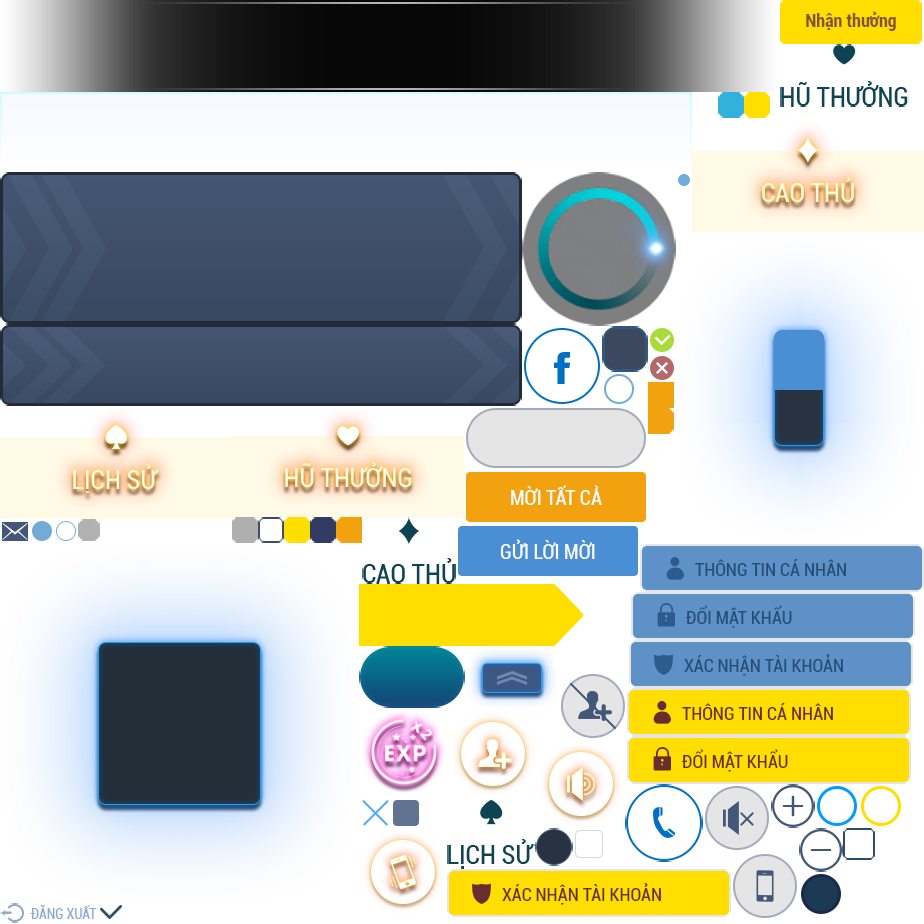 Nhận thưởng
HŨ THƯỞNG
CAO THỦ
f
LỊCH SỬ
HŨ THƯỞNG
MỜI TẤT CẢ
GỬI LỜI MỜI
CAO THỦ
THÔNG TIN CÁ NHÂN
ĐỔI MẬT KHẨU
XÁC NHẬN TÀI KHOẢN
THÔNG TIN CÁ NHÂN
X2
EXP
ĐỔI MẬT KHẨU
LỊCH SỬ
XÁC NHẬN TÀI KHOẢN
ĐĂNG XUẤT